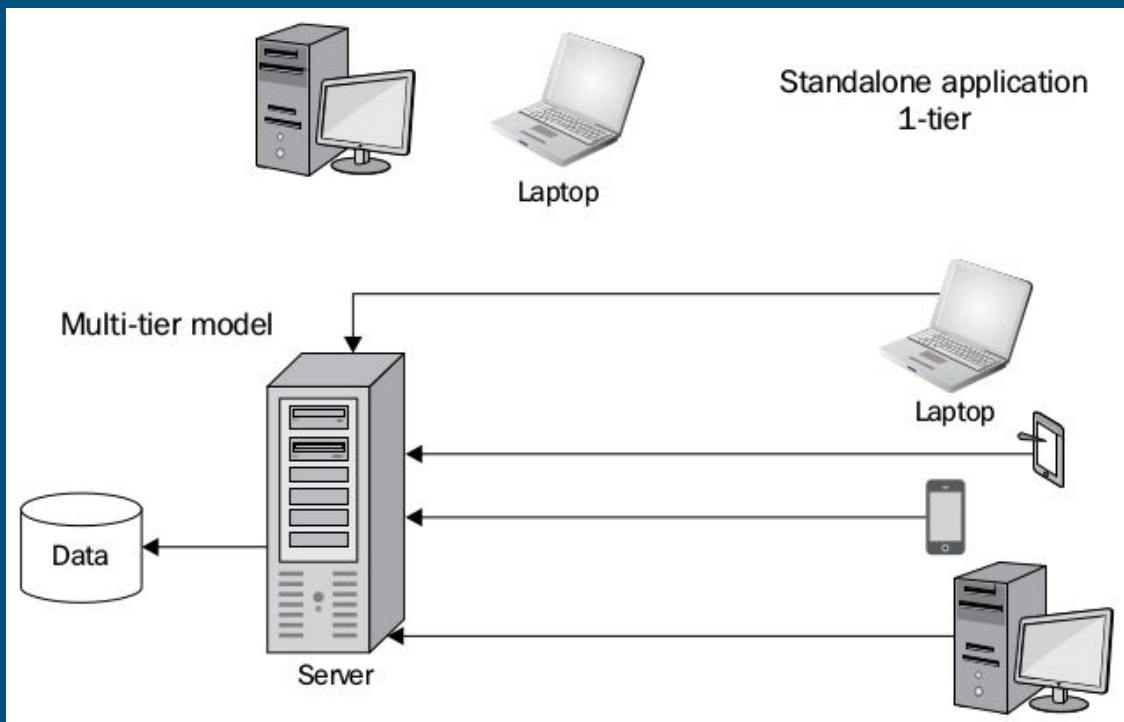 Standalone application
1-tier
Laptop
Multi-tier model
Laptop
Data
Server